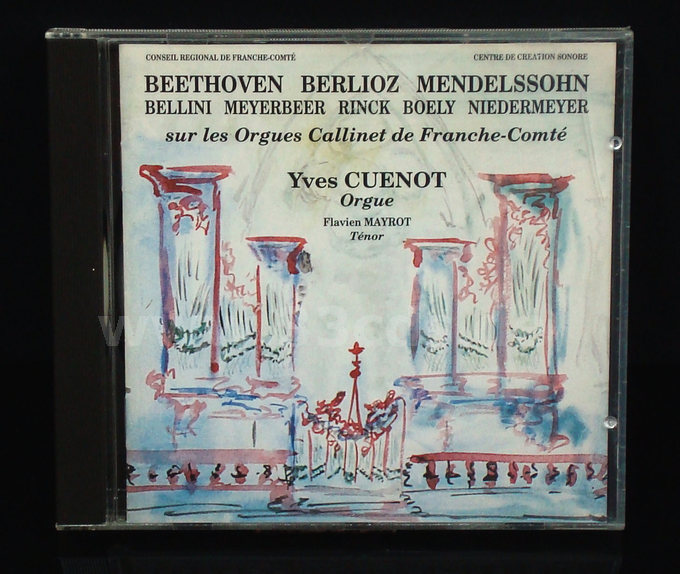 CONSEIL REGIONAL DE FRANCHE-COMTÉ
CENTRE DE CREATION SONORE
BEETHOVEN BERLIOZ MENDELSSOHN
BELLINI MEYERBEER RINCK BOELY NIEDERMEYER
sur les Orgues Callinet de Franche-Comté
Yves CUENOT
Orgue
Flavien MAYROT
Ténor